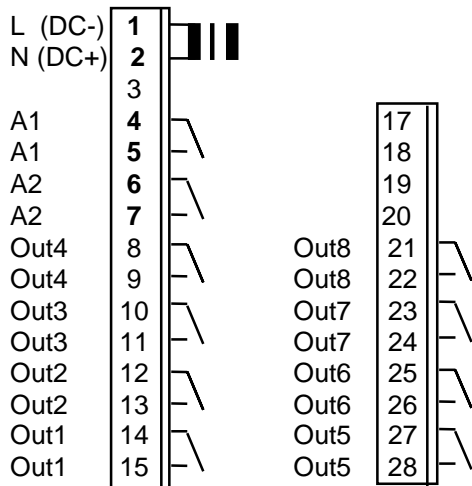 L (DC-) 1
N (DC+) 2
3
A1 4
A1 5
A2 6
A2 7
Out4 8
Out4 9
Out3 10
Out3 11
Out2 12
Out2 13
Out1 14
Out1 15
17
18
19
20
Out8 21
Out8 22
Out7 23
Out7 24
Out6 25
Out6 26
Out5 27
Out5 28